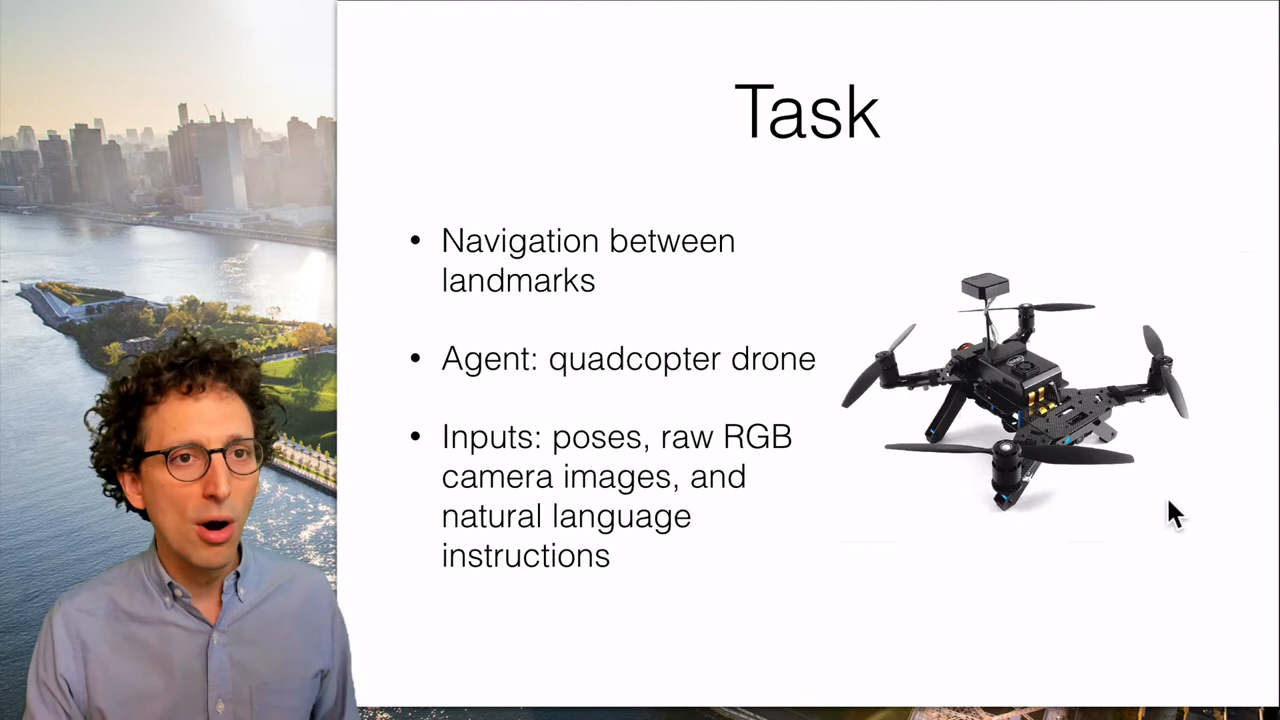 Task
• Navigation between
landmarks
• Agent: quadcopter drone
• Inputs: poses, raw RGB
camera images, and
natural language
instructions